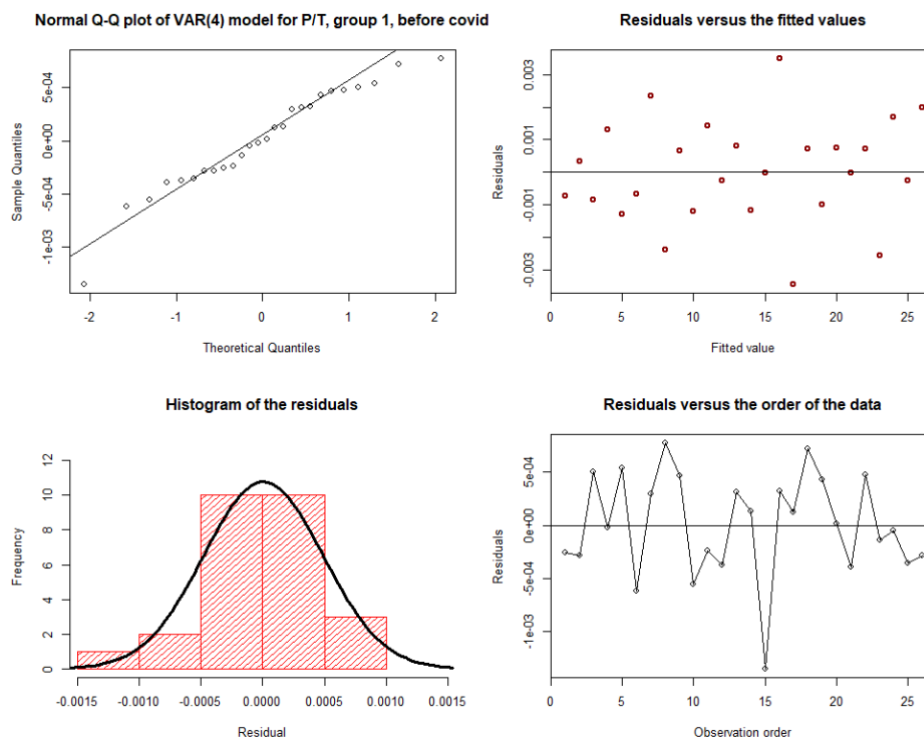 Normal Q-Q plot of VAR(4) model for P/T, group 1, before covid
Sample Quantiles
5e-04
0e+00
-5e-04
-1e-03
-2 -1 0 1 2
Theoretical Quantiles
Residuals versus the fitted values
Residuals
0.003
0.001
-0.001
-0.003
0 5 10 15 20 25
Fitted value
Histogram of the residuals
Frequency
12
10
8
6
4
2
0
-0.0015 -0.0010 -0.0005 0.0000 0.0005 0.0010 0.0015
Residual
Residuals versus the order of the data
Residuals
5e-04
0e+00
-5e-04
-1e-03
0 5 10 15 20 25
Observation order